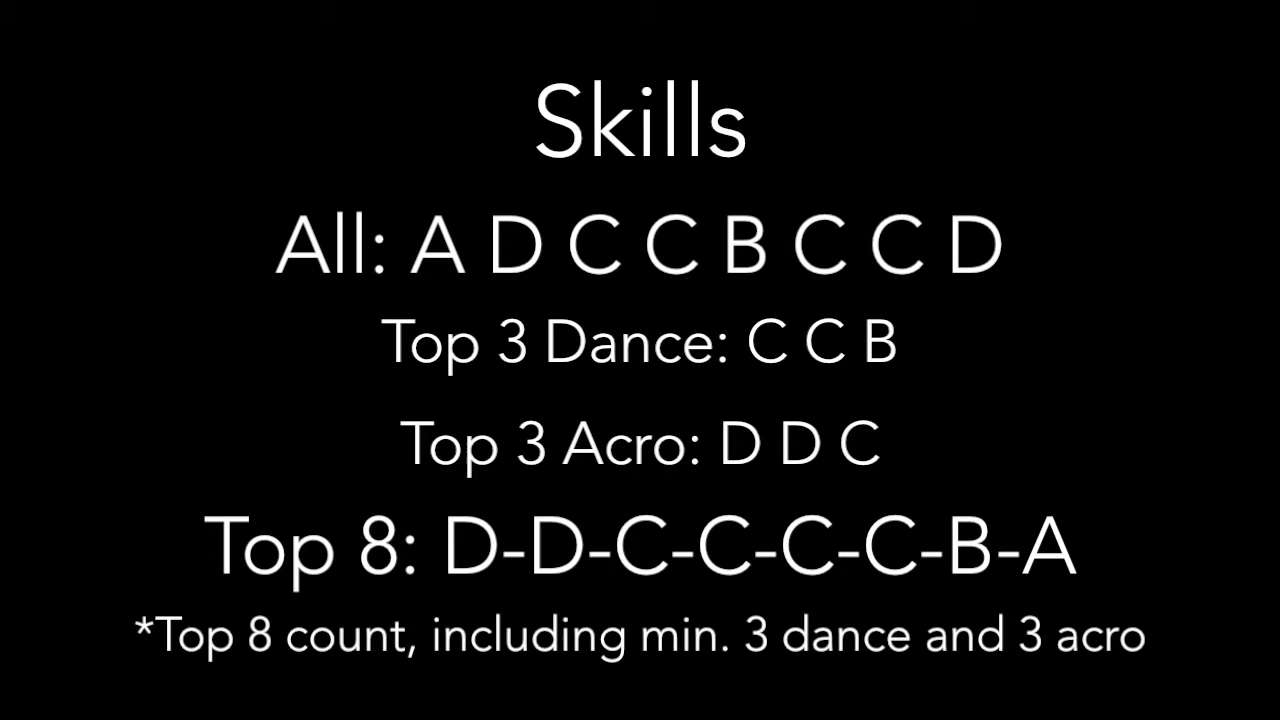 Skills
All: A D C C B C C D
Top 3 Dance: C C B
Top 3 Acro: D D C
Top 8: D-D-C-C-C-C-B-A
*Top 8 count, including min. 3 dance and 3 acro